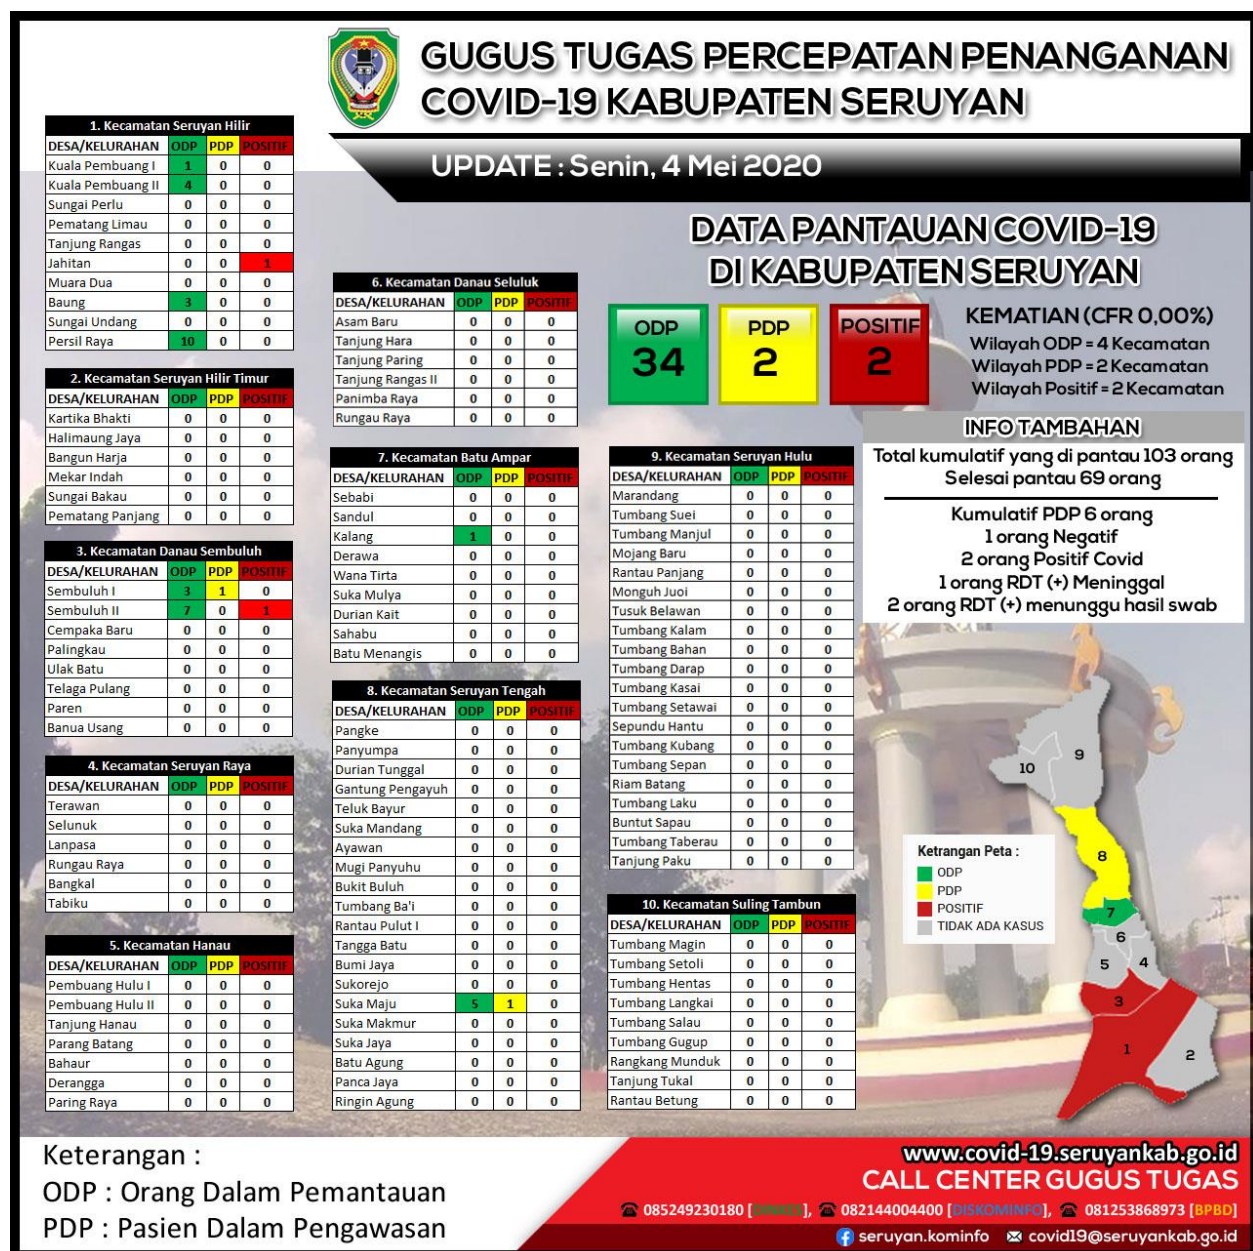 GUGUS TUGAS PERCEPATAN PENANGANAN
COVID-19 KABUPATEN SERUYAN
UPDATE : Senin, 4 Mei 2020
DATA PANTAUAN COVID-19
DI KABUPATEN SERUYAN
ODP 34
PDP 2
POSITIF 2
KEMATIAN (CFR 0,00%)
Wilayah ODP = 4 Kecamatan
Wilayah PDP = 2 Kecamatan
Wilayah Positif = 2 Kecamatan
INFO TAMBAHAN
Total kumulatif yang di pantau 103 orang
Selesai pantau 69 orang
Kumulatif PDP 6 orang
1 orang Negatif
2 orang Positif Covid
1 orang RDT (+) Meninggal
2 orang RDT (+) menunggu hasil swab
1. Kecamatan Seruyan Hilir
DESA/KELURAHAN ODP PDP POSITIF
Kuala Pembuang I 1 0 0
Kuala Pembuang II 4 0 0
Sungai Perlu 0 0 0
Pematang Limau 0 0 0
Tanjung Rangas 0 0 0
Jahitan 0 0 1
Muara Dua 0 0 0
Baung 3 0 0
Sungai Undang 0 0 0
Persil Raya 10 0 0
2. Kecamatan Seruyan Hilir Timur
DESA/KELURAHAN ODP PDP POSITIF
Kartika Bhakti 0 0 0
Halimaung Jaya 0 0 0
Bangun Harja 0 0 0
Mekar Indah 0 0 0
Sungai Bakau 0 0 0
Pematang Panjang 0 0 0
3. Kecamatan Danau Sembuluh
DESA/KELURAHAN ODP PDP POSITIF
Sembuluh I 3 1 0
Sembuluh II 7 0 1
Cempaka Baru 0 0 0
Palingkau 0 0 0
Ulak Batu 0 0 0
Telaga Pulang 0 0 0
Paren 0 0 0
Banua Usang 0 0 0
4. Kecamatan Seruyan Raya
DESA/KELURAHAN ODP PDP POSITIF
Terawan 0 0 0
Selunuk 0 0 0
Lanpasa 0 0 0
Rungau Raya 0 0 0
Bangkal 0 0 0
Tabiku 0 0 0
5. Kecamatan Hanau
DESA/KELURAHAN ODP PDP POSITIF
Pembuang Hulu I 0 0 0
Pembuang Hulu II 0 0 0
Tanjung Hanau 0 0 0
Parang Batang 0 0 0
Bahaur 0 0 0
Derangga 0 0 0
Paring Raya 0 0 0
6. Kecamatan Danau Seluluk
DESA/KELURAHAN ODP PDP POSITIF
Asam Baru 0 0 0
Tanjung Hara 0 0 0
Tanjung Paring 0 0 0
Tanjung Rangas II 0 0 0
Panimba Raya 0 0 0
Rungau Raya 0 0 0
7. Kecamatan Batu Ampar
DESA/KELURAHAN ODP PDP POSITIF
Sebabi 0 0 0
Sandul 0 0 0
Kalang 1 0 0
Derawa 0 0 0
Wana Tirta 0 0 0
Suka Mulya 0 0 0
Durian Kait 0 0 0
Sahabu 0 0 0
Batu Menangis 0 0 0
8. Kecamatan Seruyan Tengah
DESA/KELURAHAN ODP PDP POSITIF
Pangke 0 0 0
Panyumpa 0 0 0
Durian Tunggal 0 0 0
Gantung Pengayuh 0 0 0
Teluk Bayur 0 0 0
Suka Mandang 0 0 0
Ayawan 0 0 0
Mugi Panyuhu 0 0 0
Bukit Buluh 0 0 0
Tumbang Ba'i 0 0 0
Rantau Pulut I 0 0 0
Tangga Batu 0 0 0
Bumi Jaya 0 0 0
Sukorejo 0 0 0
Suka Maju 5 1 0
Suka Makmur 0 0 0
Suka Jaya 0 0 0
Batu Agung 0 0 0
Panca Jaya 0 0 0
Ringin Agung 0 0 0
9. Kecamatan Seruyan Hulu
DESA/KELURAHAN ODP PDP POSITIF
Marandang 0 0 0
Tumbang Suei 0 0 0
Tumbang Manjul 0 0 0
Mojang Baru 0 0 0
Rantau Panjang 0 0 0
Monguh Juoi 0 0 0
Tusuk Belawan 0 0 0
Tumbang Kalam 0 0 0
Tumbang Bahan 0 0 0
Tumbang Darap 0 0 0
Tumbang Kasai 0 0 0
Tumbang Setawai 0 0 0
Sepundu Hantu 0 0 0
Tumbang Kubang 0 0 0
Tumbang Sepan 0 0 0
Riam Batang 0 0 0
Tumbang Laku 0 0 0
Buntut Sapau 0 0 0
Tumbang Taberau 0 0 0
Tanjung Paku 0 0 0
10. Kecamatan Suling Tambun
DESA/KELURAHAN ODP PDP POSITIF
Tumbang Magin 0 0 0
Tumbang Setoli 0 0 0
Tumbang Hentas 0 0 0
Tumbang Langkai 0 0 0
Tumbang Salau 0 0 0
Tumbang Gugup 0 0 0
Rangkang Munduk 0 0 0
Tanjung Tukal 0 0 0
Rantau Betung 0 0 0
Ketrangan Peta :
ODP
PDP
POSITIF
TIDAK ADA KASUS
9
10
8
7
6
5 4
3
1
2
Keterangan :
ODP : Orang Dalam Pemantauan
PDP : Pasien Dalam Pengawasan
www.covid-19.seruyankab.go.id
CALL CENTER GUGUS TUGAS
085249230180 [DINKES], 082144004400 [DISKOMINFO], 081253868973 [BPBD]
seruyan.kominfo covid19@seruyankab.go.id